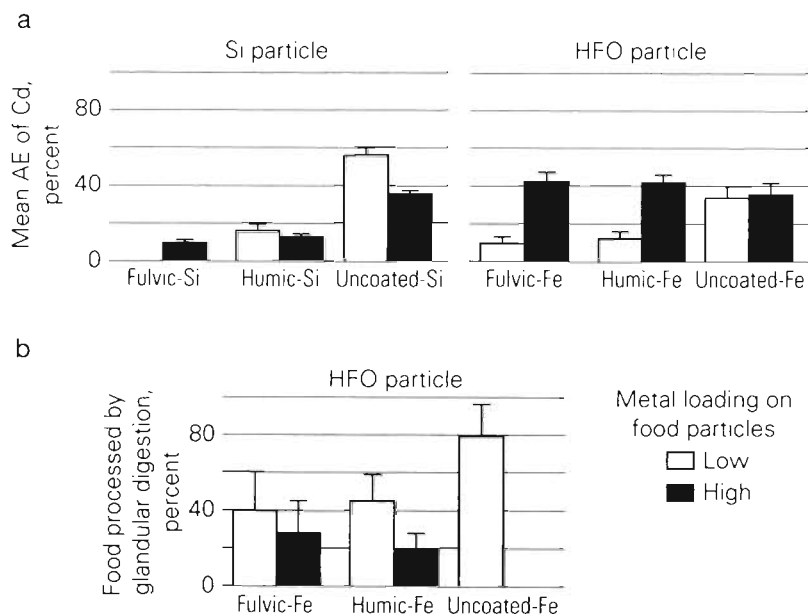 a
Si particle
HFO particle
Mean AE of Cd,
percent
80
40
0
Fulvic-Si
Humic-Si
Uncoated-Si
Fulvic-Fe
Humic-Fe
Uncoated-Fe
b
HFO particle
Food processed by
glandular digestion,
percent
80
40
0
Fulvic-Fe
Humic-Fe
Uncoated-Fe
Metal loading on
food particles
Low
High